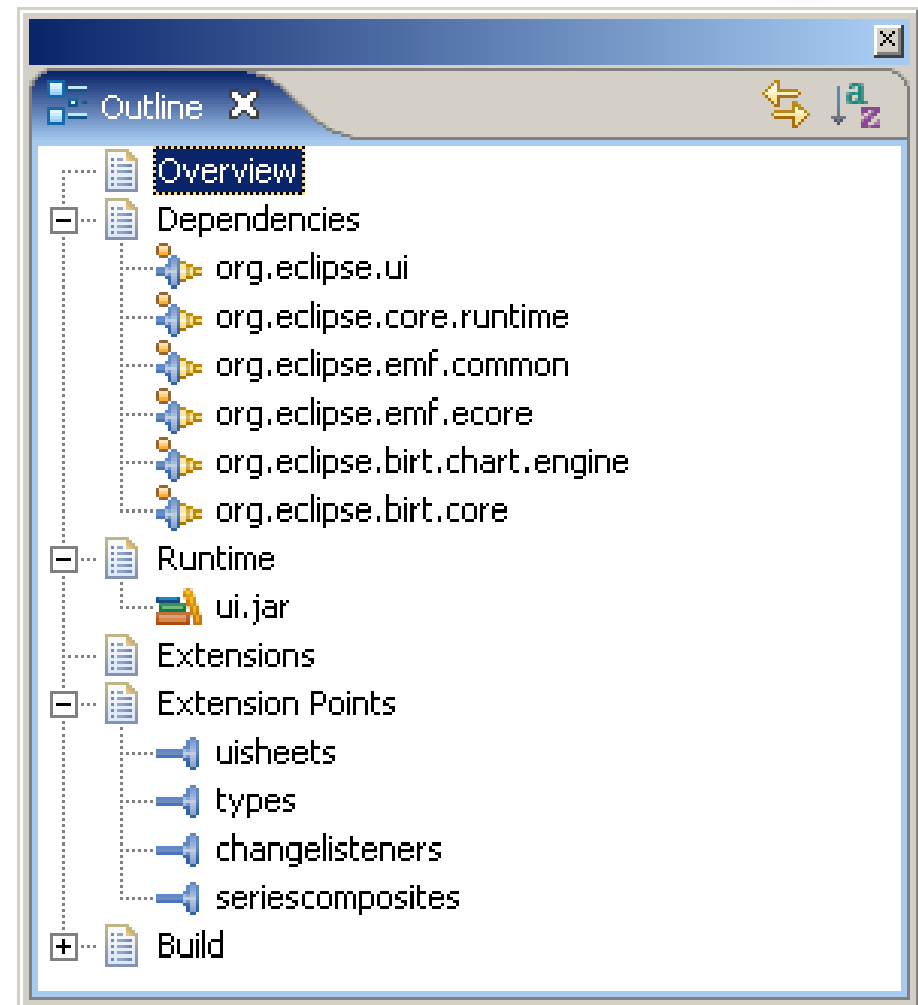 Outline
a
z
Overview
Dependencies
org.eclipse.ui
org.eclipse.core.runtime
org.eclipse.emf.common
org.eclipse.emf.ecore
org.eclipse.birt.chart.engine
org.eclipse.birt.core
Runtime
ui.jar
Extensions
Extension Points
uisheets
types
changelisteners
seriescomposites
Build